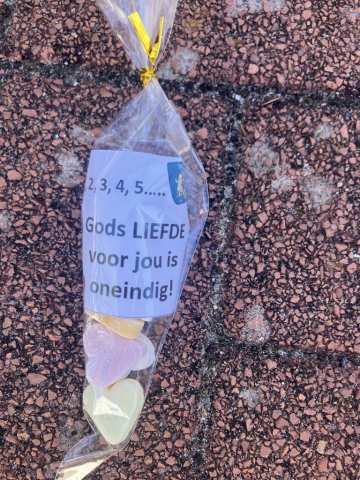 2, 3, 4, 5.....
Gods LIEFDE
voor jou is
oneindig!